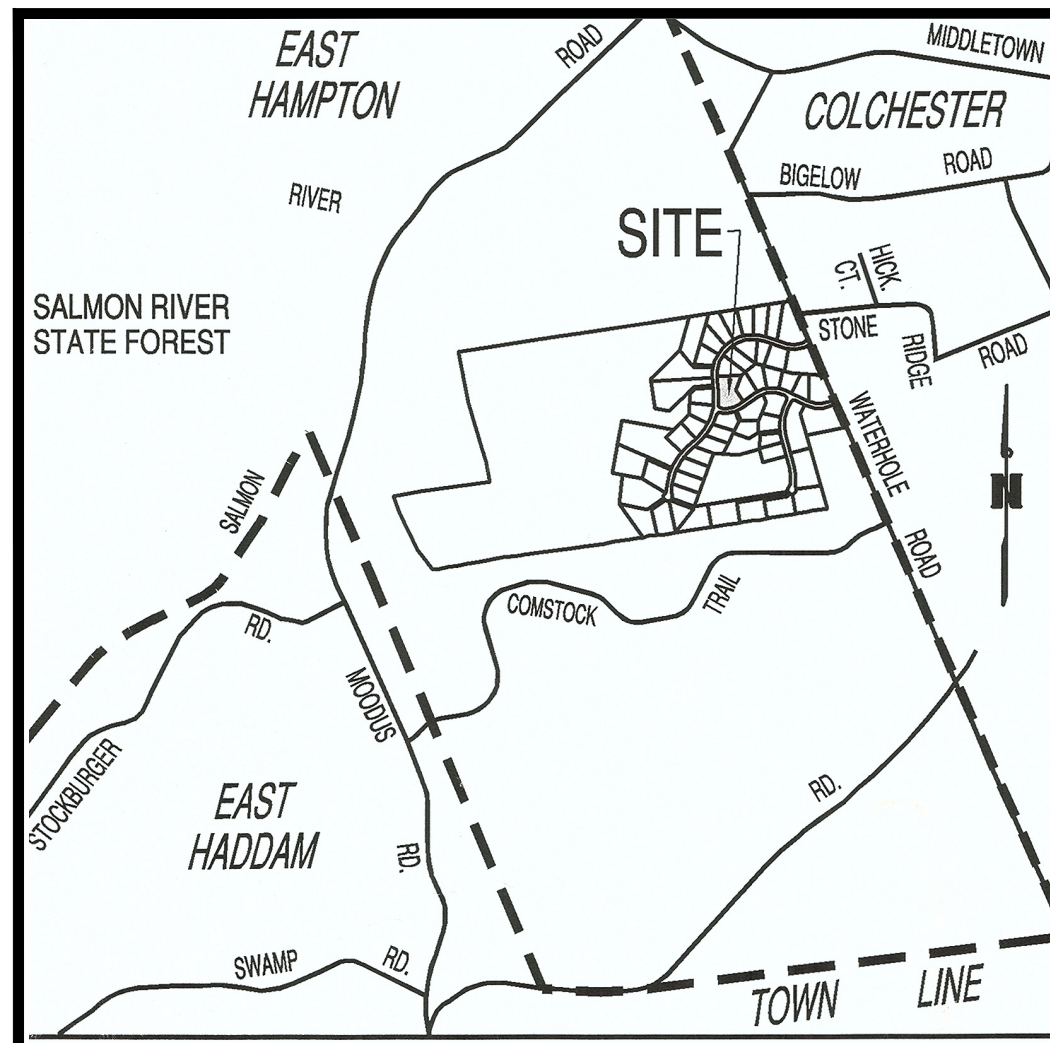 EAST
HAMPTON
ROAD
MIDDLETOWN
COLCHESTER
BIGELOW
ROAD
RIVER
SITE
HICK.
CT.
SALMON RIVER
STATE FOREST
STONE
RIDGE
ROAD
WATERHOLE
ROAD
N
SALMON
COMSTOCK
TRAIL
RD.
MOODUS
STOCKBURGER
EAST
HADDAM
RD.
RD.
SWAMP
RD.
TOWN
LINE